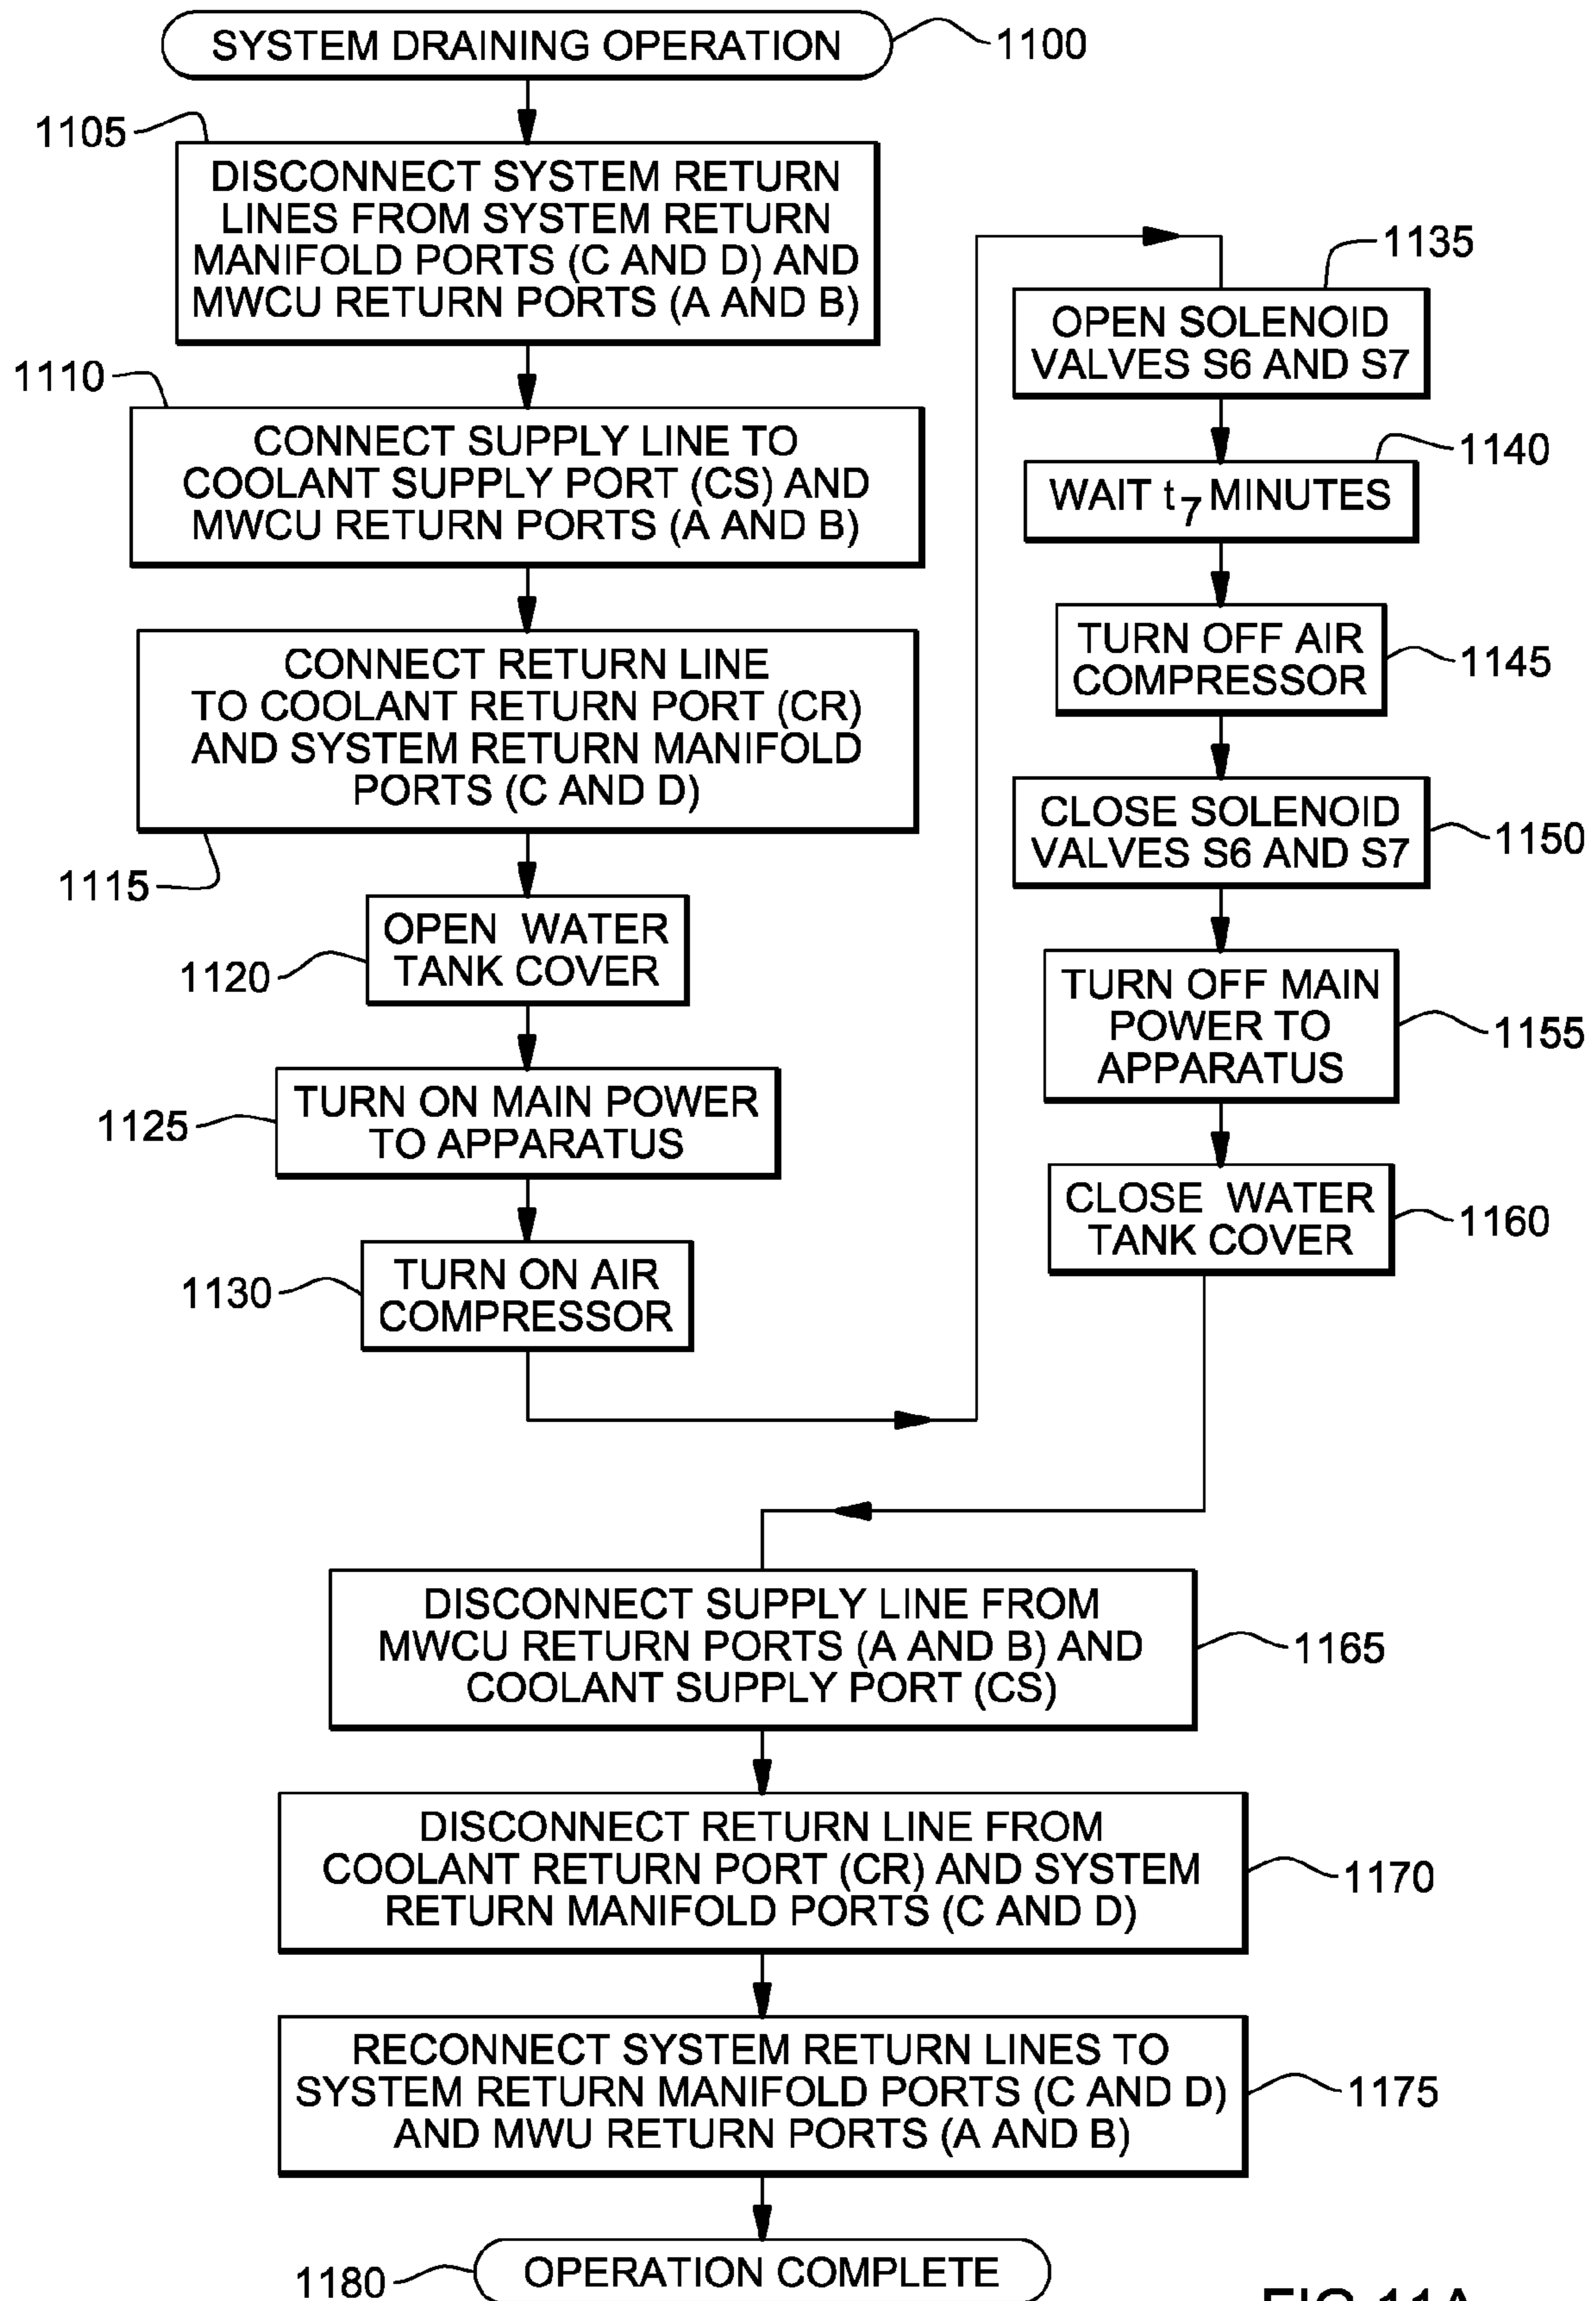 SYSTEM DRAINING OPERATION
1100
1105
DISCONNECT SYSTEM RETURN
LINES FROM SYSTEM RETURN
MANIFOLD PORTS (C AND D) AND
MWCU RETURN PORTS (A AND B)
1110
CONNECT SUPPLY LINE TO
COOLANT SUPPLY PORT (CS) AND
MWCU RETURN PORTS (A AND B)
CONNECT RETURN LINE
TO COOLANT RETURN PORT (CR)
AND SYSTEM RETURN MANIFOLD
PORTS (C AND D)
1115
OPEN WATER
TANK COVER
1120
TURN ON MAIN POWER
TO APPARATUS
1125
TURN ON AIR
COMPRESSOR
1130
1135
OPEN SOLENOID
VALVES S6 AND S7
1140
WAIT t7 MINUTES
TURN OFF AIR
COMPRESSOR
1145
CLOSE SOLENOID
VALVES S6 AND S7
1150
TURN OFF MAIN
POWER TO
APPARATUS
1155
CLOSE WATER
TANK COVER
1160
DISCONNECT SUPPLY LINE FROM
MWCU RETURN PORTS (A AND B) AND
COOLANT SUPPLY PORT (CS)
1165
DISCONNECT RETURN LINE FROM
COOLANT RETURN PORT (CR) AND SYSTEM
RETURN MANIFOLD PORTS (C AND D)
1170
RECONNECT SYSTEM RETURN LINES TO
SYSTEM RETURN MANIFOLD PORTS (C AND D)
AND MWU RETURN PORTS (A AND B)
1175
OPERATION COMPLETE
1180
FIG.11A